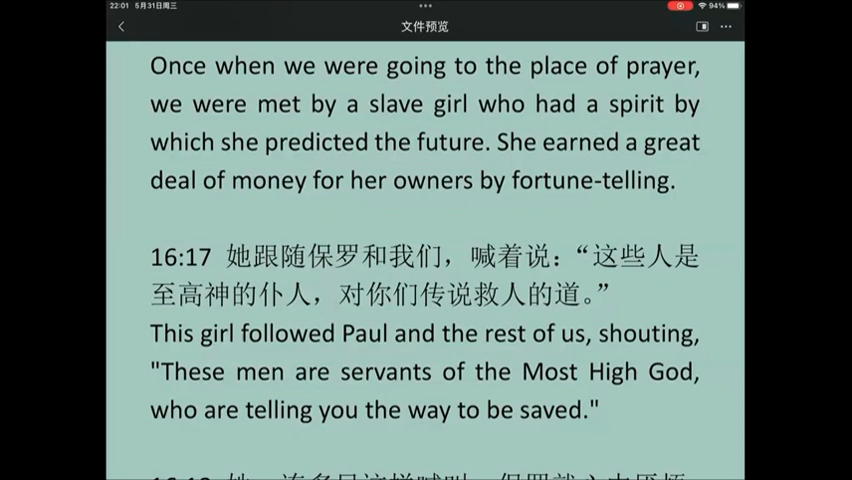 22:01 5月31日周三
94%
文件预览
Once when we were going to the place of prayer,
we were met by a slave girl who had a spirit by
which she predicted the future. She earned a great
deal of money for her owners by fortune-telling.
16:17 她跟随保罗和我们，喊着说：“这些人是
至高神的仆人，对你们传说救人的道。”
This girl followed Paul and the rest of us, shouting,
"These men are servants of the Most High God,
who are telling you the way to be saved."